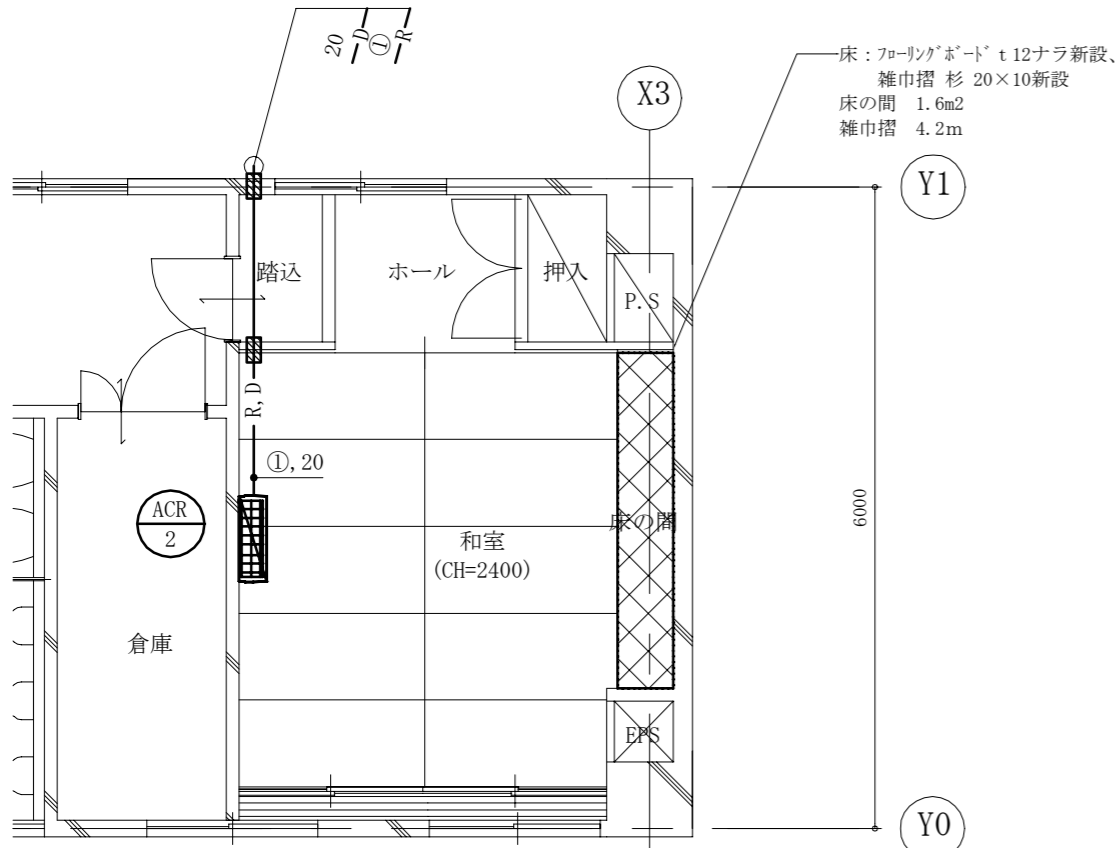 20
D
①
R
床：フローリングボード t 12ナラ新設、
雑巾摺 杉 20×10新設
床の間 1.6m2
雑巾摺 4.2m
X3
Y1
踏込
ホール
押入
P.S
R,D
①,20
ACR
2
和室
(CH=2400)
床の間
6000
倉庫
EPS
Y0